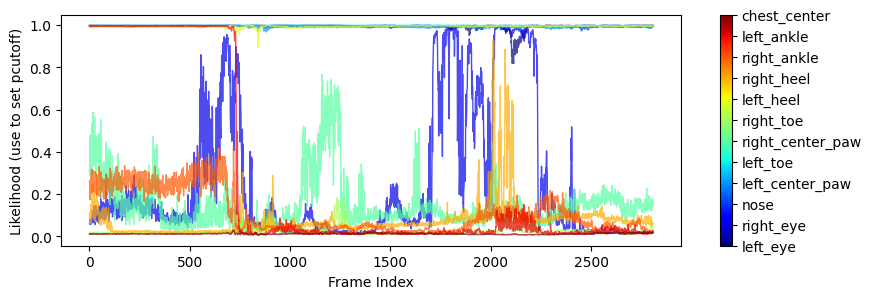 Likelihood (use to set pcutoff)
1.0
0.8
0.6
0.4
0.2
0.0
0
500
1000
1500
2000
2500
Frame Index
chest_center
left_ankle
right_ankle
right_heel
left_heel
right_toe
right_center_paw
left_toe
left_center_paw
nose
right_eye
left_eye